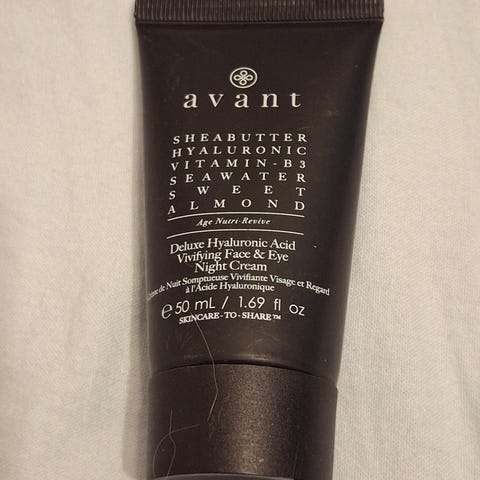 avant
SHEABUTTER
HYALURONIC
VITAMIN-B3
SEAWATER
SWEET
ALMOND
Age Nutri-Revive
Deluxe Hyaluronic Acid
Vivifying Face & Eye
Night Cream
Crème de Nuit Somptueuse Vivifiante Visage et Regard
à l'Acide Hyaluronique
℮ 50 mL / 1.69 fl oz
SKINCARE-TO-SHARE™